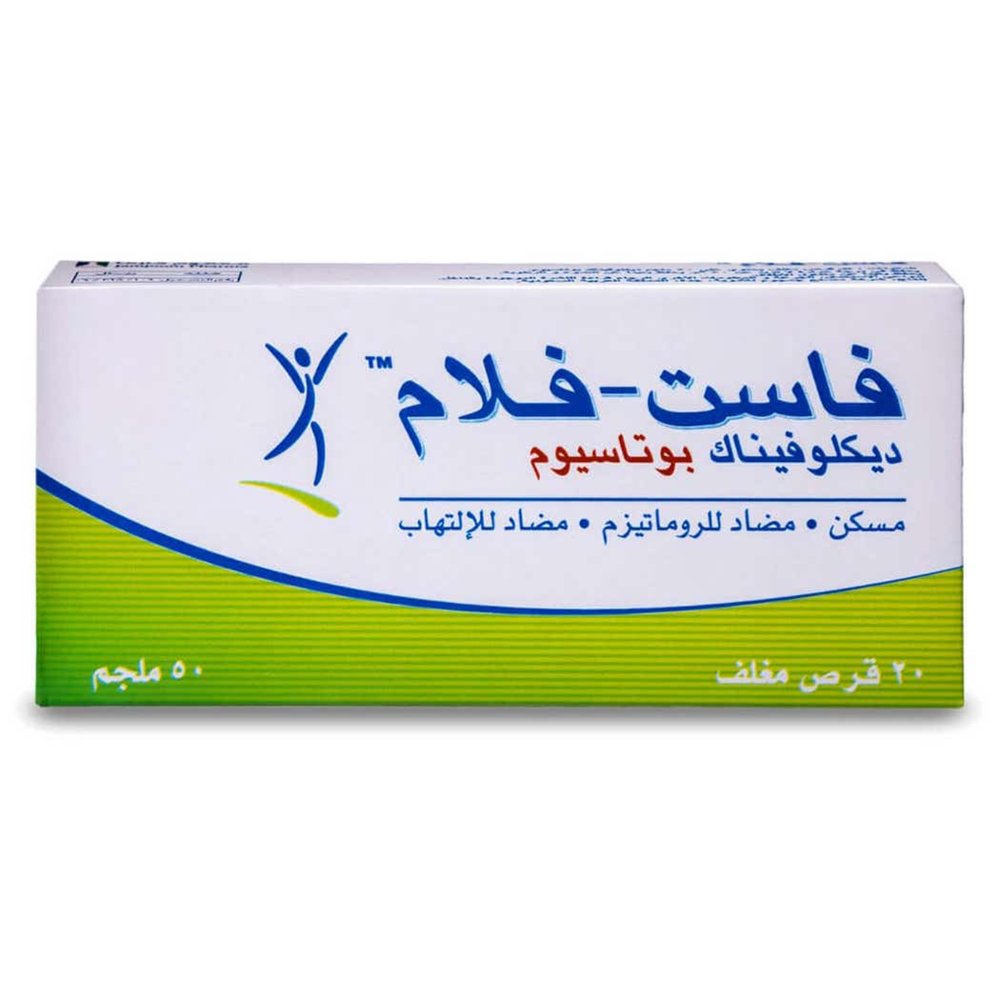 فاست-فلام™
ديكلوفيناك بوتاسيوم
مسكن • مضاد للروماتيزم • مضاد للإلتهاب
٢٠ قرص مغلف
٥٠ ملجم